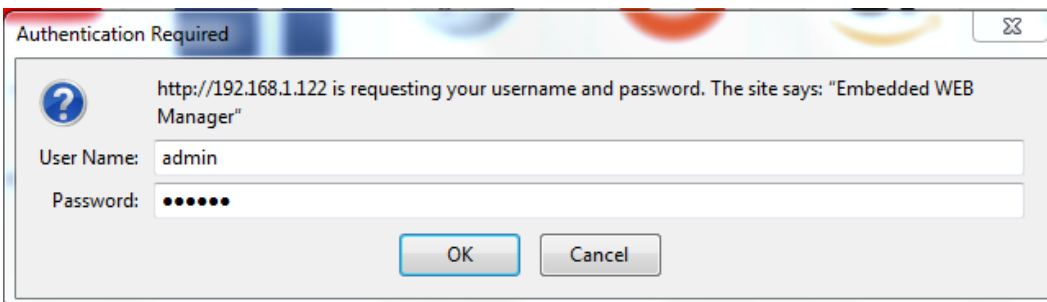 Authentication Required
http://192.168.1.122 is requesting your username and password. The site says: “Embedded WEB
Manager“
User Name: admin
Password: ●●●●●●
OK Cancel